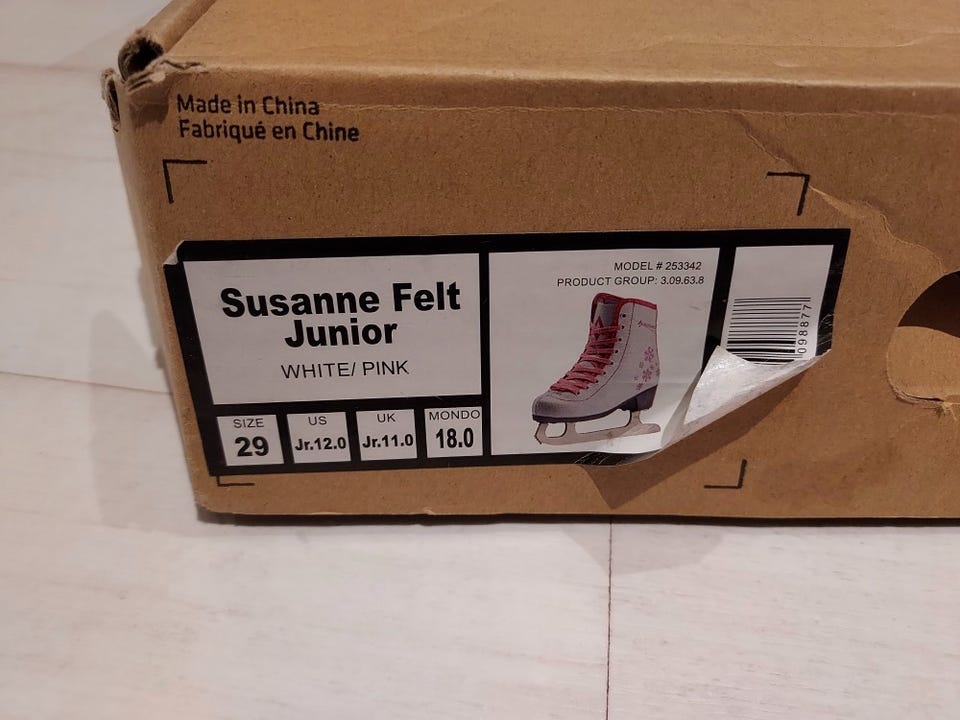 Made in China
Fabriqué en Chine
Susanne Felt
Junior
WHITE/ PINK
SIZE
29
US
Jr.12.0
UK
Jr.11.0
MONDO
18.0
MODEL # 253342
PRODUCT GROUP: 3.09.63.8
098877